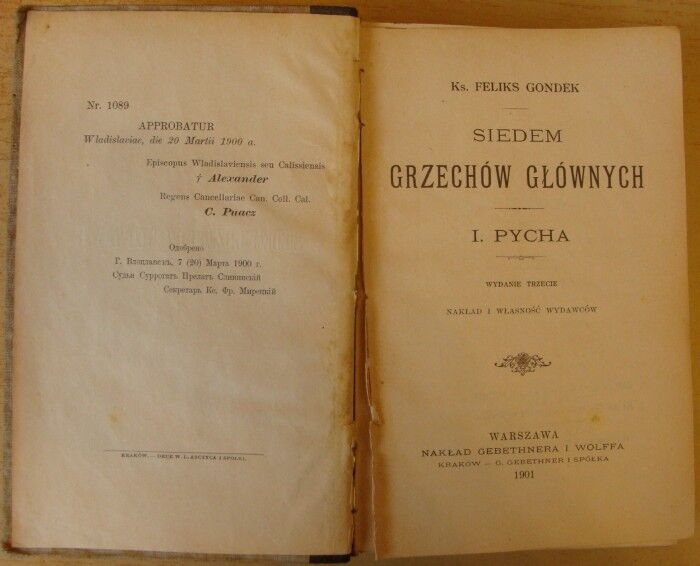 Nr. 1089
APPROBATUR
Wladislaviae, die 20 Martii 1900 a.
Episcopus Wladislaviensis seu Calissiensis
† Alexander
Regens Cancellariae Can. Coll. Cal.
C. Puacz
Одобрено
Г. Влоцлавскъ, 7 (20) Марта 1900 г.
Судья Суррогатъ Прелатъ
Секретарь Кс. Фр. Мирецкій
KRAKÓW. — DRUK W. L. ANCZYCA I SPÓŁKI.
Ks. FELIKS GONDEK
SIEDEM
GRZECHÓW GŁÓWNYCH
I. PYCHA
WYDANIE TRZECIE
NAKŁAD I WŁASNOŚĆ WYDAWCÓW
WARSZAWA
NAKŁAD GEBETHNERA I WOLFFA
KRAKÓW — G. GEBETHNER I SPÓŁKA
1901